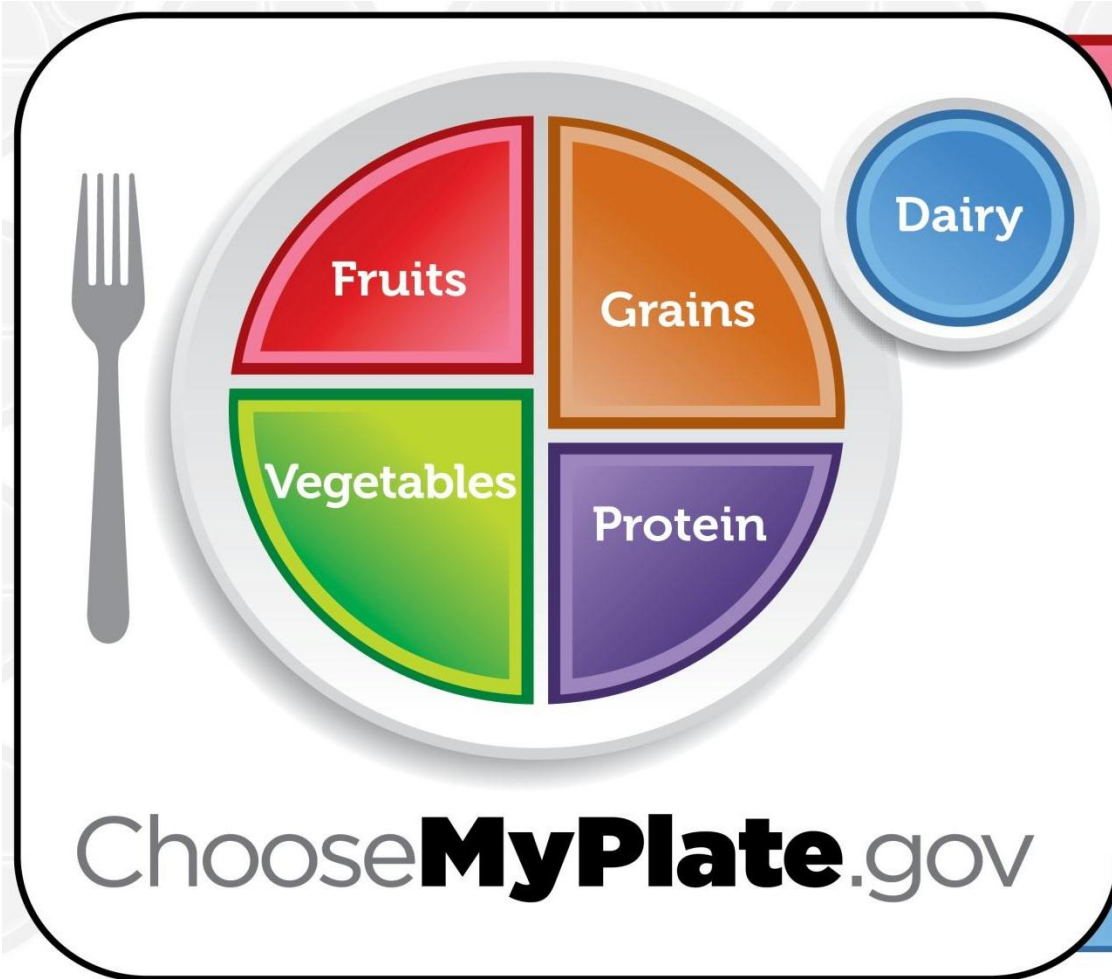 Fruits
Grains
Dairy
Vegetables
Protein
ChooseMyPlate.gov